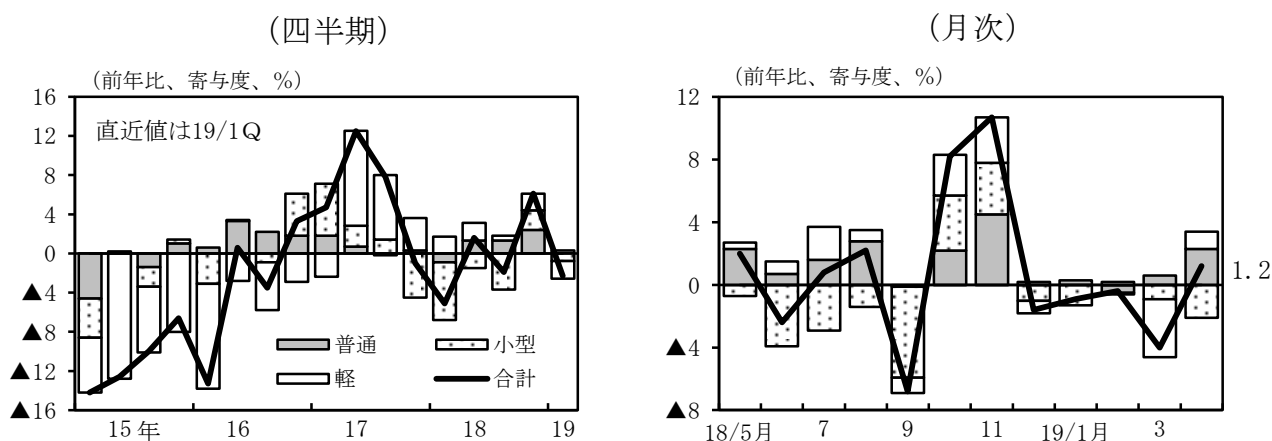 (四半期)
(前年比、寄与度、%)
16
12
8
4
0
▲ 4
▲ 8
▲12
▲16
直近値は19/1Q
普通
小型
軽
合計
15 年
16
17
18
19
(月次)
(前年比、寄与度、%)
12
8
4
0
▲ 4
▲ 8
1.2
18/5月
7
9
11
19/1月
3